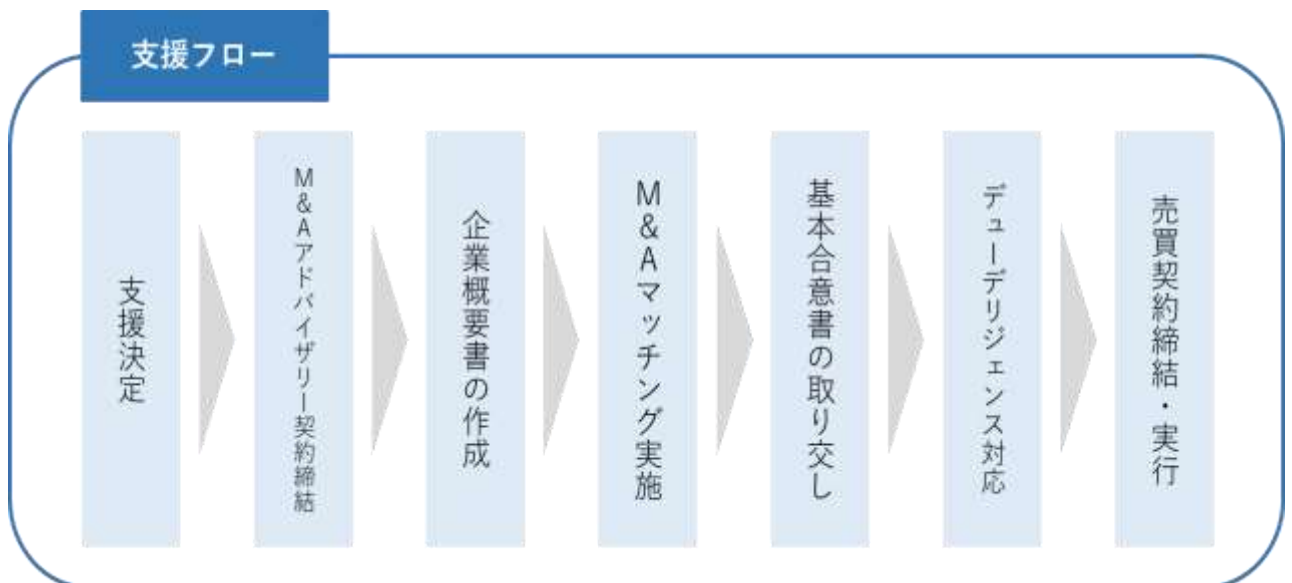 支援フロー
支援決定
M&Aアドバイザリー契約締結
企業概要書の作成
M&Aマッチング実施
基本合意書の取り交し
デューデリジェンス対応
売買契約締結・実行